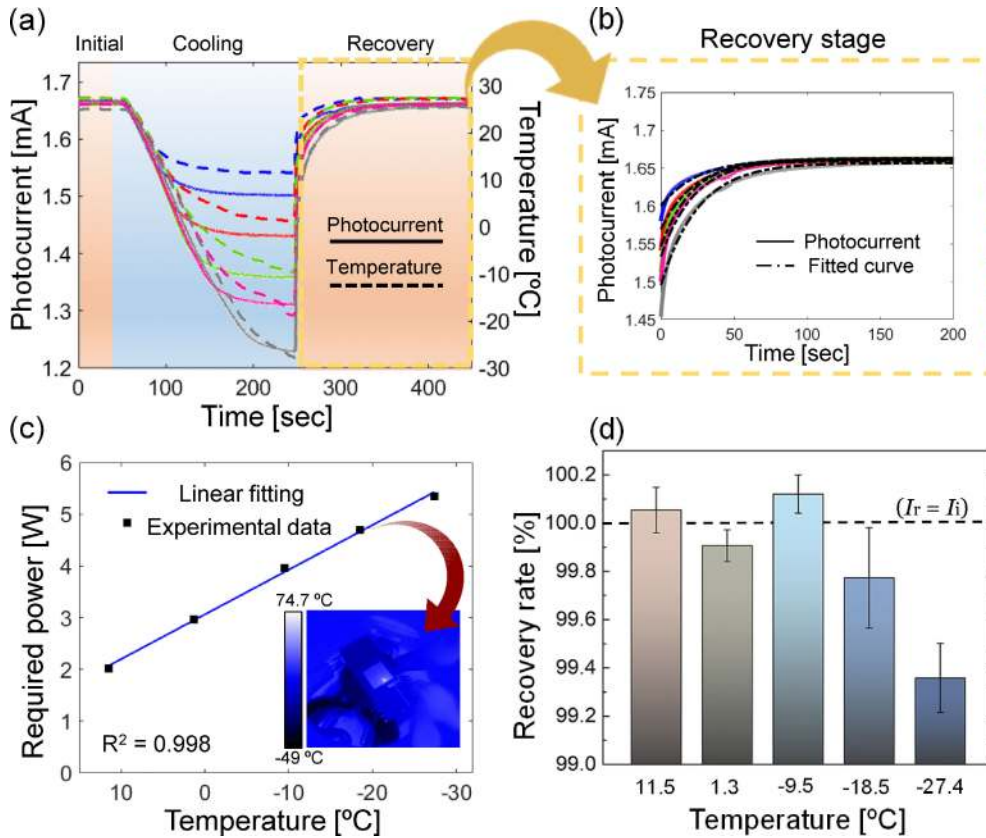 (a)
Initial Cooling Recovery
Photocurrent [mA]
1.7
1.6
1.5
1.4
1.3
1.2
30
20
10
0
-10
-20
-30
Temperature [ºC]
Photocurrent
Temperature
0 100 200 300 400
Time [sec]
(b)
Recovery stage
Photocurrent [mA]
1.75
1.7
1.65
1.6
1.55
1.5
1.45
Photocurrent
Fitted curve
0 50 100 150 200
Time [sec]
(c)
Required power [W]
6
5
4
3
2
1
0
Linear fitting
Experimental data
74.7 ºC
-49 ºC
R² = 0.998
10 0 -10 -20 -30
Temperature [ºC]
(d)
Recovery rate [%]
100.2
100.0
99.8
99.6
99.4
99.2
99.0
(Ir = Ii)
11.5 1.3 -9.5 -18.5 -27.4
Temperature [ºC]